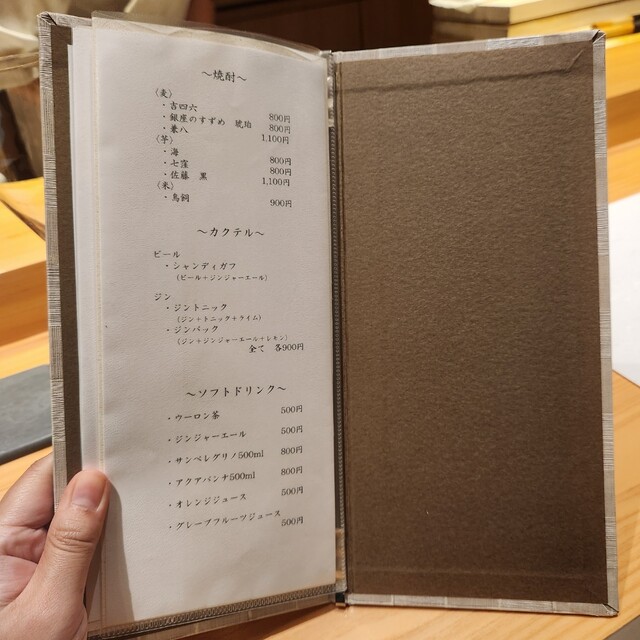 ～焼酎～
（麦）
・吉四六 800円
・銀座のすずめ 琥珀 800円
・兼八 1,100円
（芋）
・海 800円
・七窪 800円
・佐藤 黒 1,100円
（米）
・鳥飼 900円
～カクテル～
ビール
・シャンディガフ
（ビール＋ジンジャーエール）
ジン
・ジントニック
（ジン＋トニック＋ライム）
・ジンバック
（ジン＋ジンジャーエール＋レモン）
全て 各900円
～ソフトドリンク～
・ウーロン茶 500円
・ジンジャーエール 500円
・サンペレグリノ500ml 800円
・アクアパンナ500ml 800円
・オレンジジュース 500円
・グレープフルーツジュース 500円